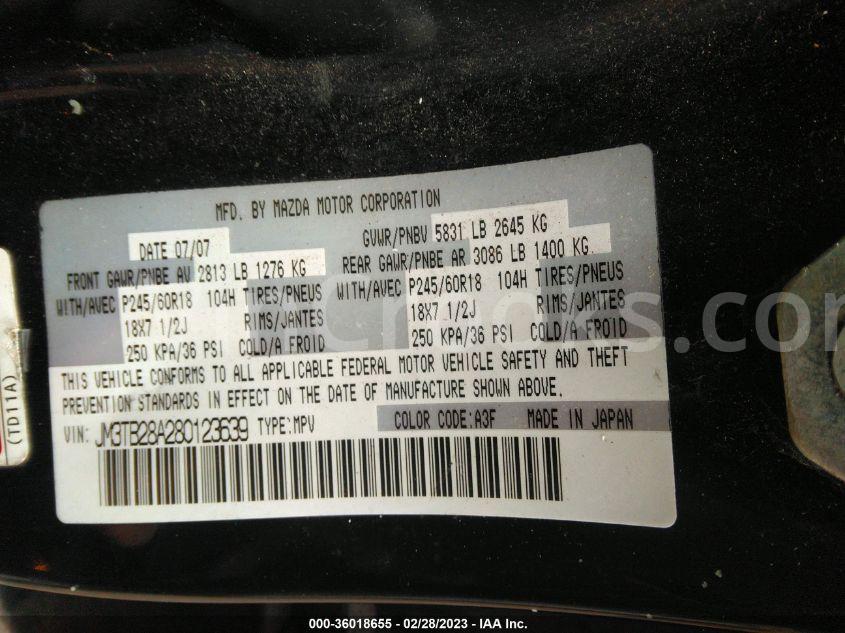 MFD. BY MAZDA MOTOR CORPORATION
DATE 07/07 GVWR/PNBV 5831 LB 2645 KG
FRONT GAWR/PNBE AV 2813 LB 1276 KG REAR GAWR/PNBE AR 3086 LB 1400 KG
WITH/AVEC P245/60R18 104H TIRES/PNEUS WITH/AVEC P245/60R18 104H TIRES/PNEUS
18X7 1/2J RIMS/JANTES 18X7 1/2J RIMS/JANTES
250 KPA/36 PSI COLD/A FROID 250 KPA/36 PSI COLD/A FROID
THIS VEHICLE CONFORMS TO ALL APPLICABLE FEDERAL MOTOR VEHICLE SAFETY AND THEFT
PREVENTION STANDARDS IN EFFECT ON THE DATE OF MANUFACTURE SHOWN ABOVE.
VIN: JM3TB28A280123639 TYPE:MPV COLOR CODE:A3F MADE IN JAPAN
(TD11A)
000-36018655 - 02/28/2023 - IAA Inc.